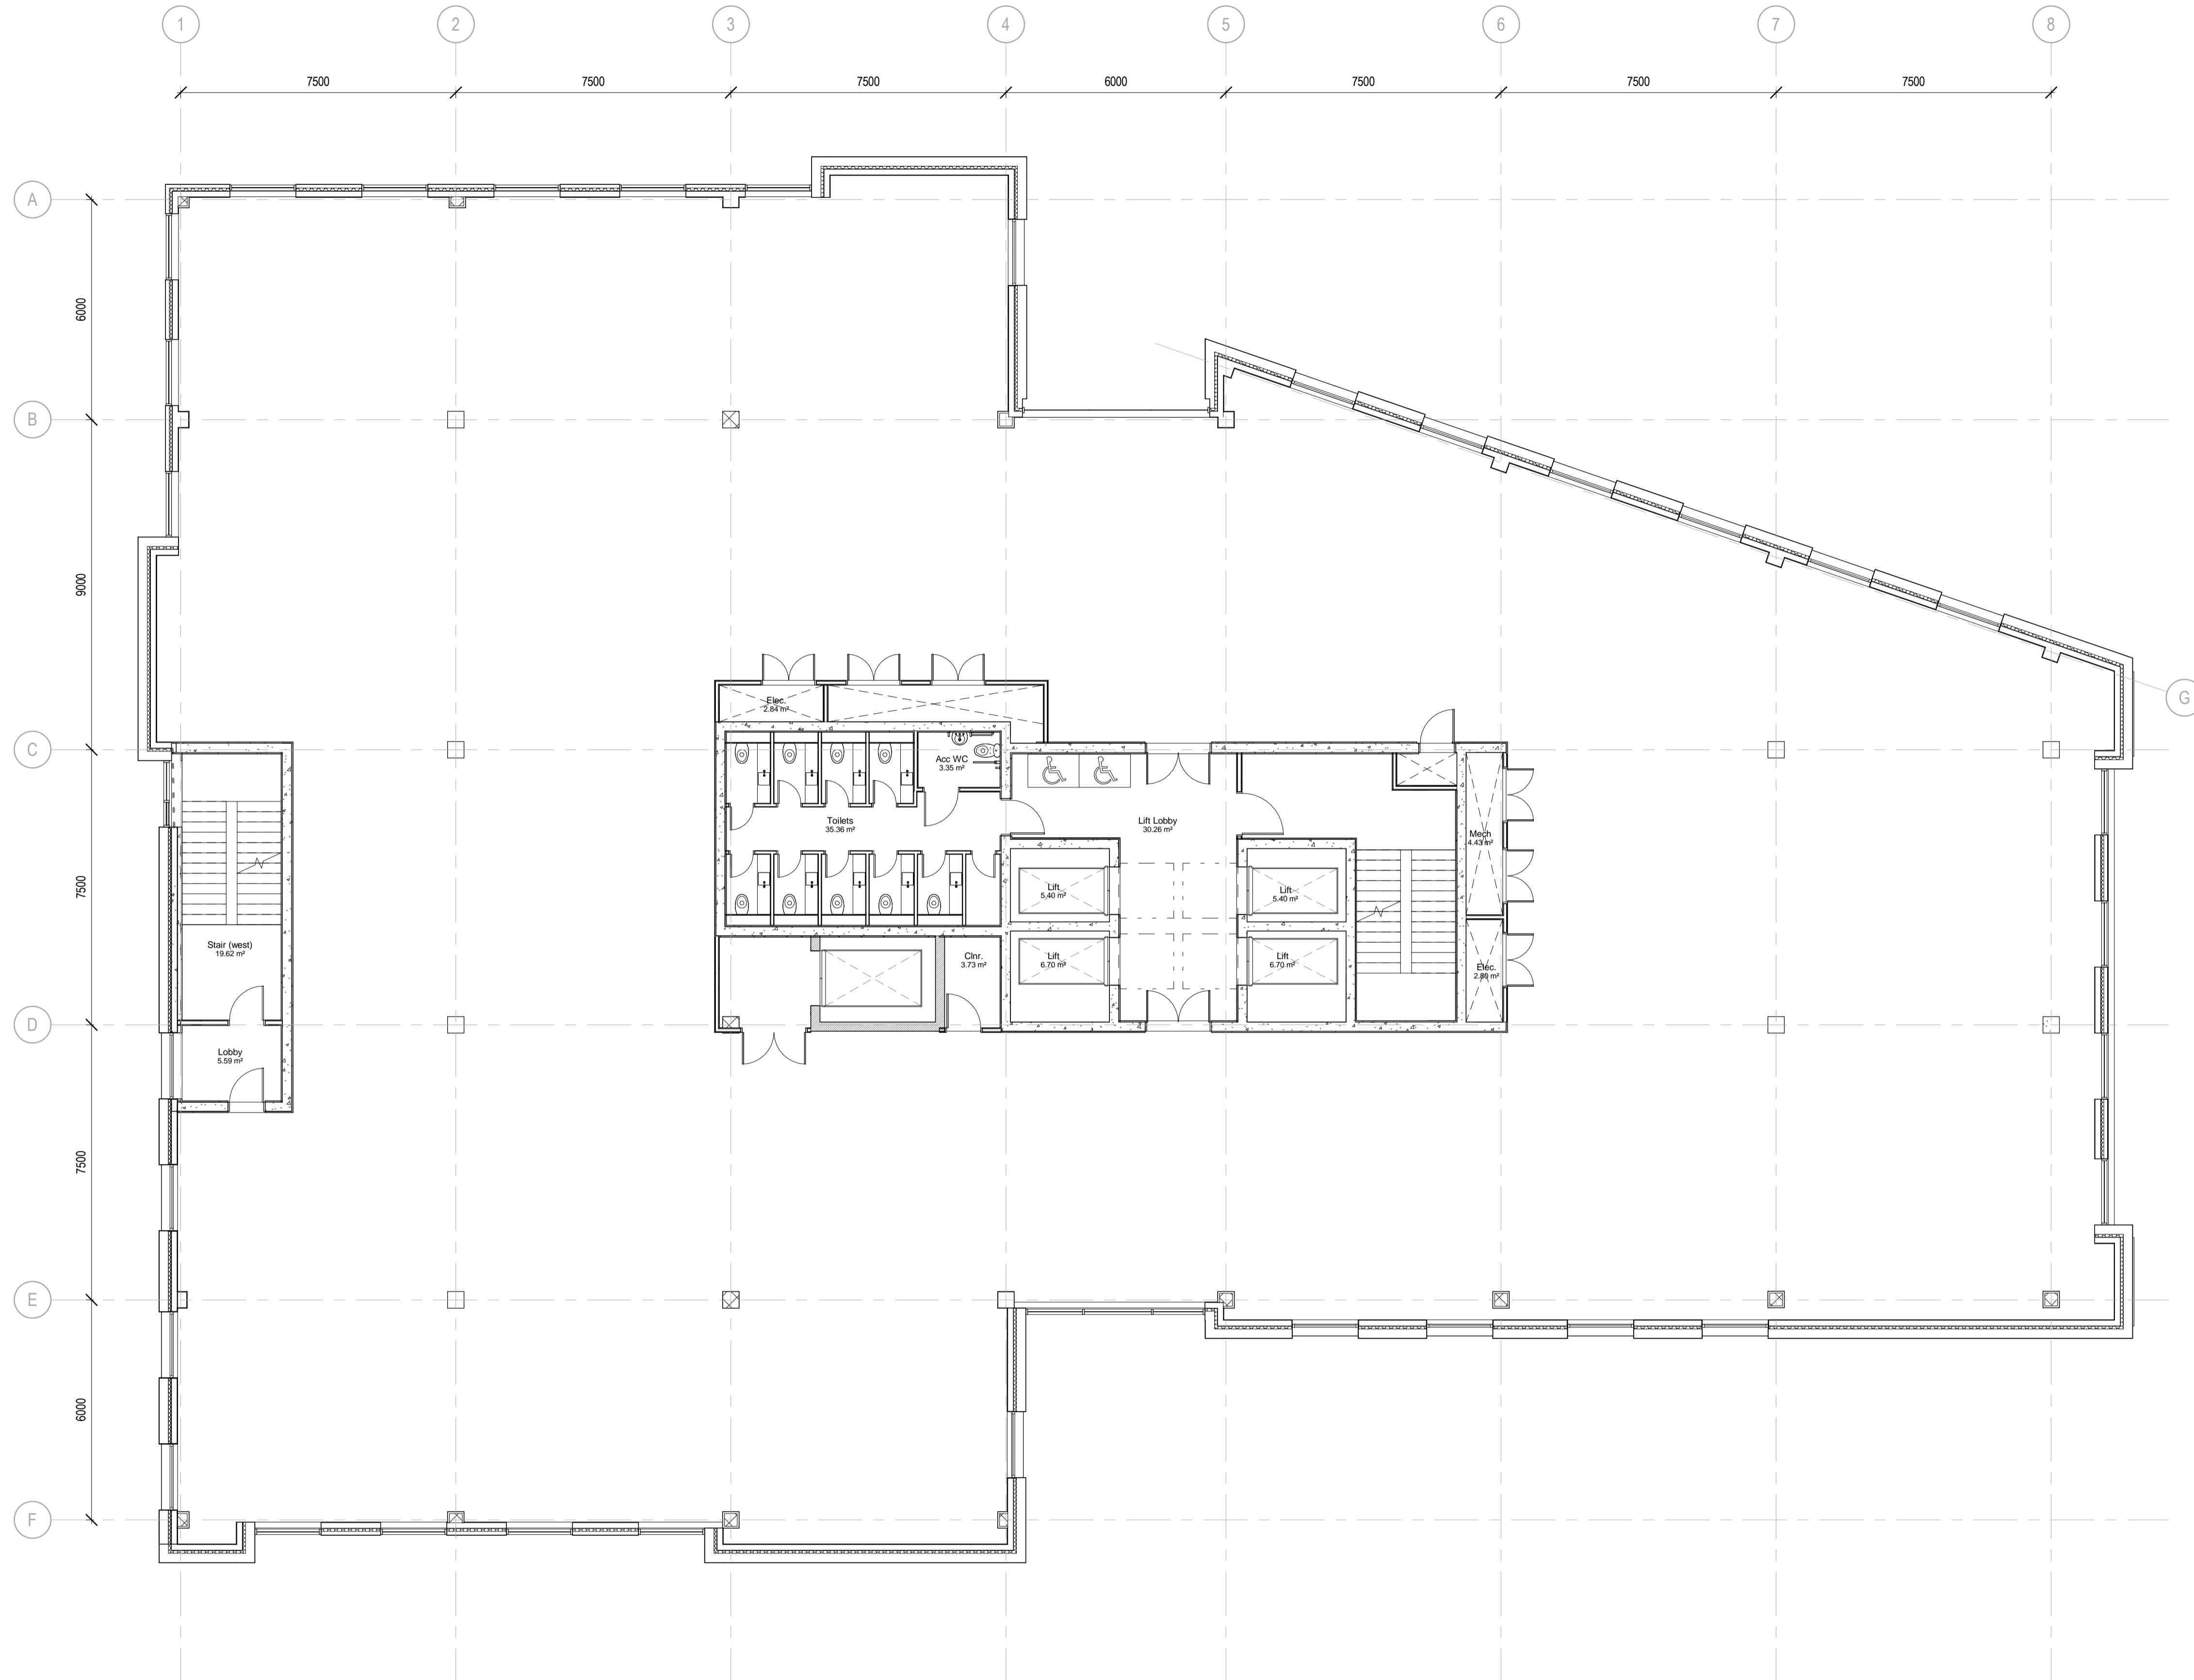 1 2 3 4 5 6 7 8
7500 7500 7500 6000 7500 7500 7500
A
6000
B
9000
G
Elec.
2.84 m²
C
Acc WC
3.35 m²
Toilets
35.36 m²
Lift Lobby
30.26 m²
Mech
4.43 m²
7500
Lift
5.40 m²
Lift
5.40 m²
Stair (west)
19.62 m²
Clnr.
3.73 m²
Lift
6.70 m²
Lift
6.70 m²
Elec.
2.80 m²
D
Lobby
5.59 m²
7500
E
6000
F